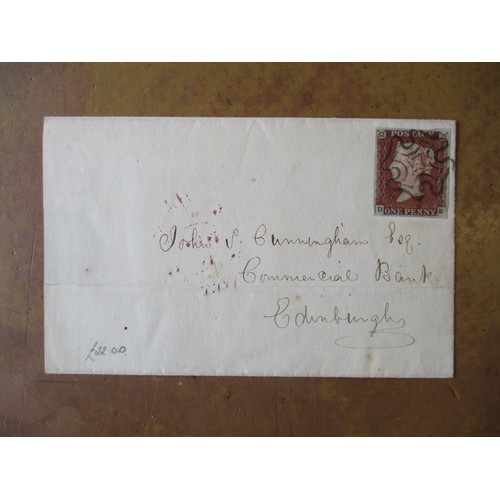 POSTAGE
ONE PENNY
John S. Cunningham Esq.
Commercial Bank
Edinburgh
£22.00